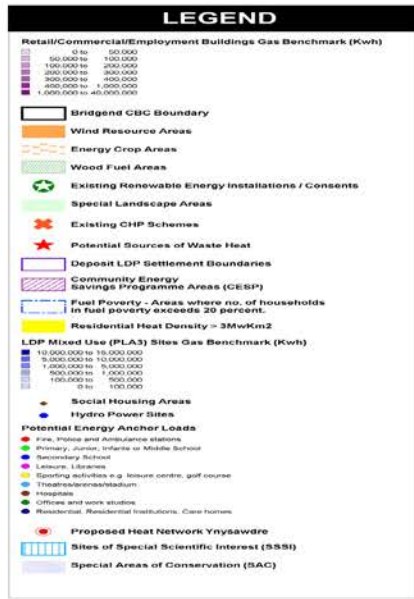 LEGEND
Retail/Commercial/Employment Buildings Gas Benchmark (Kwh)
0 to 50,000
50,000 to 100,000
100,000 to 200,000
200,000 to 300,000
300,000 to 400,000
400,000 to 1,000,000
1,000,000 to 40,000,000
Bridgend CBC Boundary
Wind Resource Areas
Energy Crop Areas
Wood Fuel Areas
Existing Renewable Energy Installations / Consents
Special Landscape Areas
Existing CHP Schemes
Potential Sources of Waste Heat
Deposit LDP Settlement Boundaries
Community Energy
Savings Programme Areas (CESP)
Fuel Poverty - Areas where no. of households
in fuel poverty exceeds 20 percent.
Residential Heat Density > 3MwKm2
LDP Mixed Use (PLA3) Sites Gas Benchmark (Kwh)
10,000,000 to 15,000,000
5,000,000 to 10,000,000
1,000,000 to 5,000,000
500,000 to 1,000,000
100,000 to 500,000
0 to 100,000
Social Housing Areas
Hydro Power Sites
Potential Energy Anchor Loads
Fire, Police and Ambulance stations
Primary, Junior, Infants or Middle School
Secondary School
Leisure, Libraries
Sporting activities e.g. leisure centre, golf course
Theatres/arenas/stadium
Hospitals
Offices and work studios
Residential, Residential Institutions, Care homes
Proposed Heat Network Ynysawdre
Sites of Special Scientific Interest (SSSI)
Special Areas of Conservation (SAC)